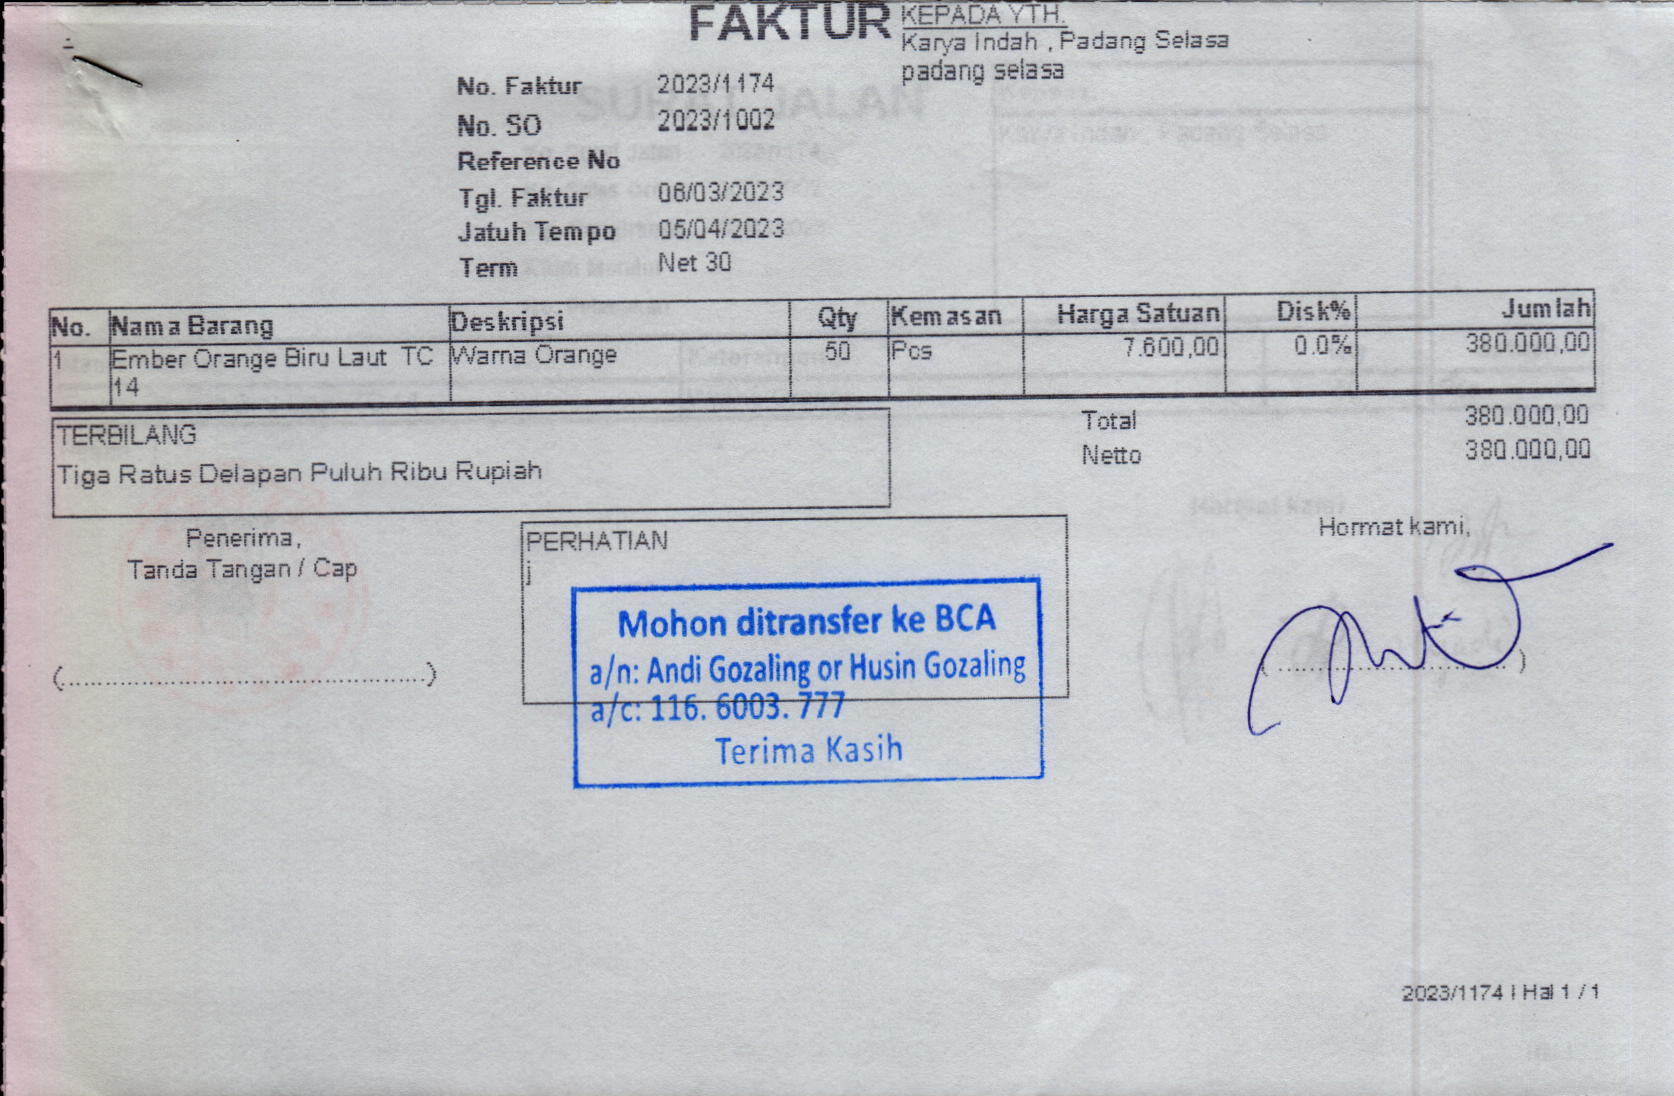 FAKTUR
KEPADA YTH.
Karya Indah , Padang Selasa
padang selasa
No. Faktur 2023/1174
No. SO 2023/1002
Reference No
Tgl. Faktur 06/03/2023
Jatuh Tempo 05/04/2023
Term Net 30
No. Nama Barang Deskripsi Qty Kemasan Harga Satuan Disk% Jumlah
1 Ember Orange Biru Laut TC Warna Orange 50 Pcs 7.600,00 0.0% 380.000,00
14
Total 380.000,00
Netto 380.000,00
TERBILANG
Tiga Ratus Delapan Puluh Ribu Rupiah
Penerima,
Tanda Tangan / Cap
(..............................................)
PERHATIAN
j
Mohon ditransfer ke BCA
a/n: Andi Gozaling or Husin Gozaling
a/c: 116. 6003. 777
Terima Kasih
Hormat kami,
2023/1174 | Hal 1 / 1